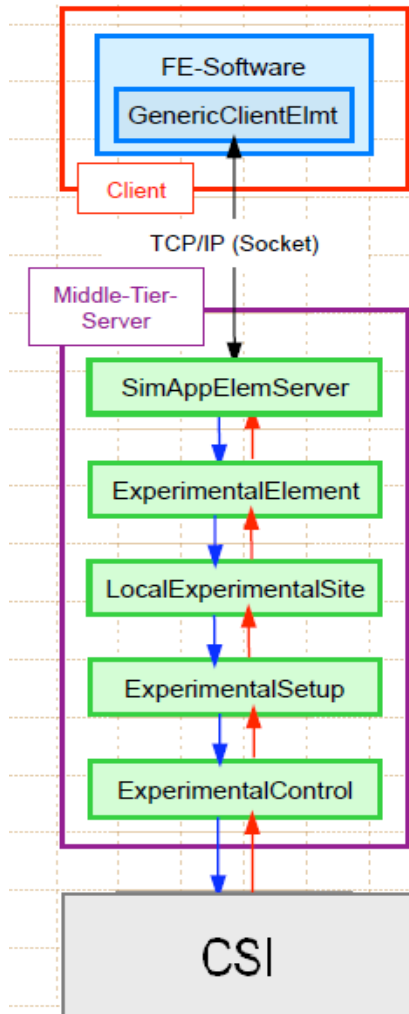 FE-Software
GenericClientElmt
Client
TCP/IP (Socket)
Middle-Tier-
Server
SimAppElemServer
ExperimentalElement
LocalExperimentalSite
ExperimentalSetup
ExperimentalControl
CSI